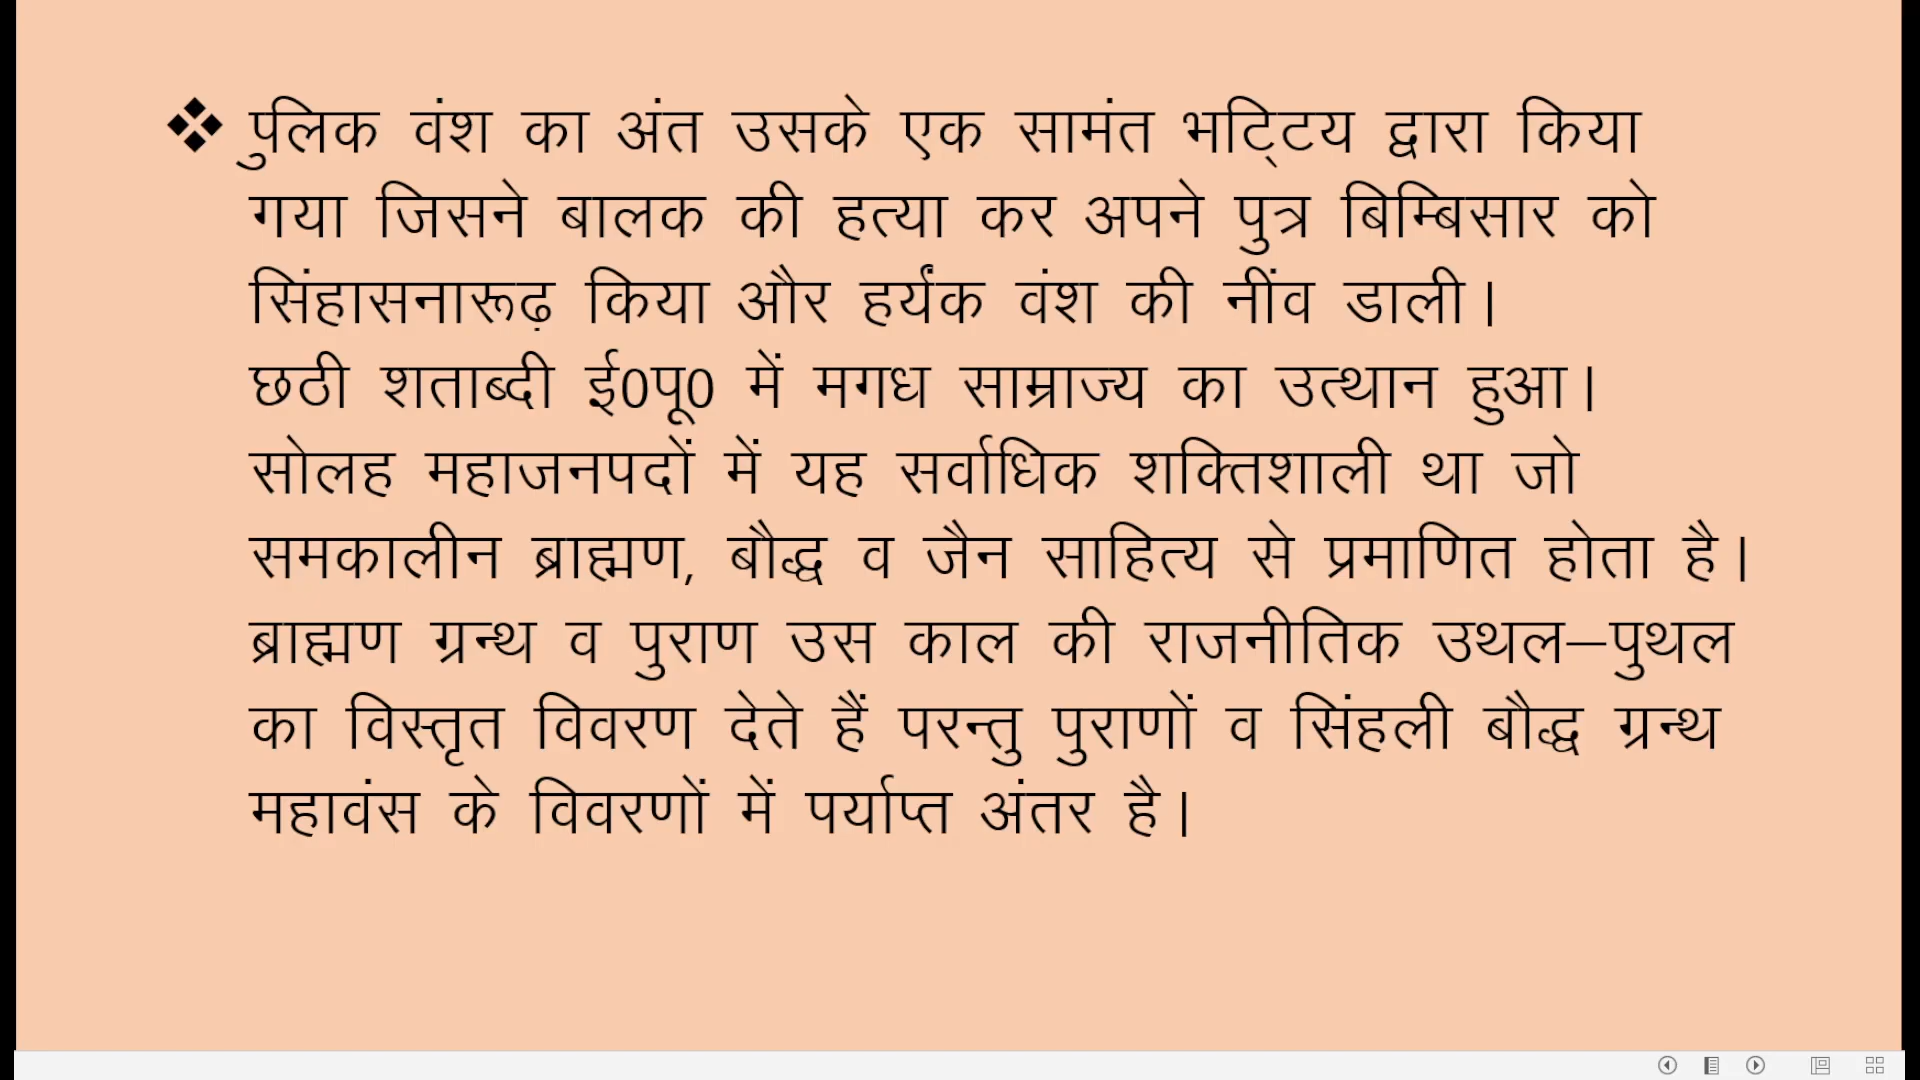 ❖ पुलिक वंश का अंत उसके एक सामंत भटि्टय द्वारा किया
गया जिसने बालक की हत्या कर अपने पुत्र बिम्बिसार को
सिंहासनारूढ़ किया और हर्यंक वंश की नींव डाली।
छठी शताब्दी ई0पू0 में मगध साम्राज्य का उत्थान हुआ।
सोलह महाजनपदों में यह सर्वाधिक शक्तिशाली था जो
समकालीन ब्राह्मण, बौद्ध व जैन साहित्य से प्रमाणित होता है।
ब्राह्मण ग्रन्थ व पुराण उस काल की राजनीतिक उथल–पुथल
का विस्तृत विवरण देते हैं परन्तु पुराणों व सिंहली बौद्ध ग्रन्थ
महावंस के विवरणों में पर्याप्त अंतर है।